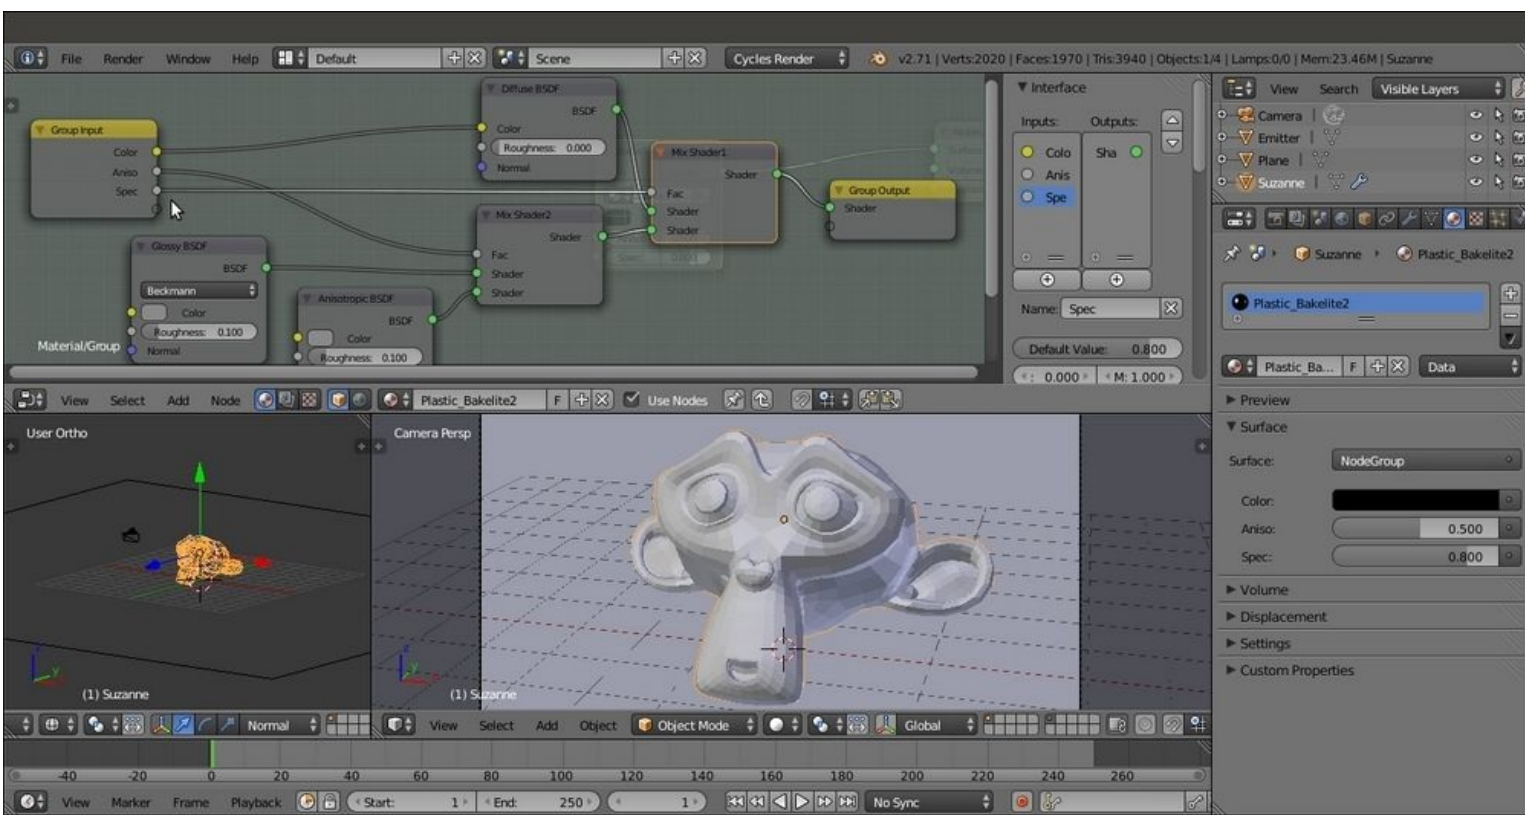 File Render Window Help Default Scene Cycles Render v2.71 | Verts:2020 | Faces:1970 | Tris:3940 | Objects:1/4 | Lamps:0/0 | Mem:23.46M | Suzanne
Group Input
Color
Aniso
Spec
Diffuse BSDF
BSDF
Color
Roughness: 0.000
Normal
Mix Shader1
Shader
Fac
Shader
Shader
Group Output
Shader
Mix Shader2
Shader
Fac
Shader
Shader
Glossy BSDF
BSDF
Beckmann
Color
Roughness: 0.100
Normal
Anisotropic BSDF
BSDF
Color
Roughness: 0.100
Material/Group
Interface
Inputs: Outputs:
Colo Sha
Anis
Spe
Name: Spec
Default Value: 0.800
: 0.000 M: 1.000
View Search Visible Layers
Camera |
Emitter |
Plane |
Suzanne |
Suzanne Plastic_Bakelite2
Plastic_Bakelite2
Plastic_Ba... F Data
Preview
Surface
Surface: NodeGroup
Color:
Aniso: 0.500
Spec: 0.800
Volume
Displacement
Settings
Custom Properties
View Select Add Node Plastic_Bakelite2 F Use Nodes
User Ortho
(1) Suzanne
Camera Persp
(1) Suzanne
Normal
View Select Add Object Object Mode Global
-40 -20 0 20 40 60 80 100 120 140 160 180 200 220 240 260
View Marker Frame Playback Start: 1 End: 250 1 No Sync